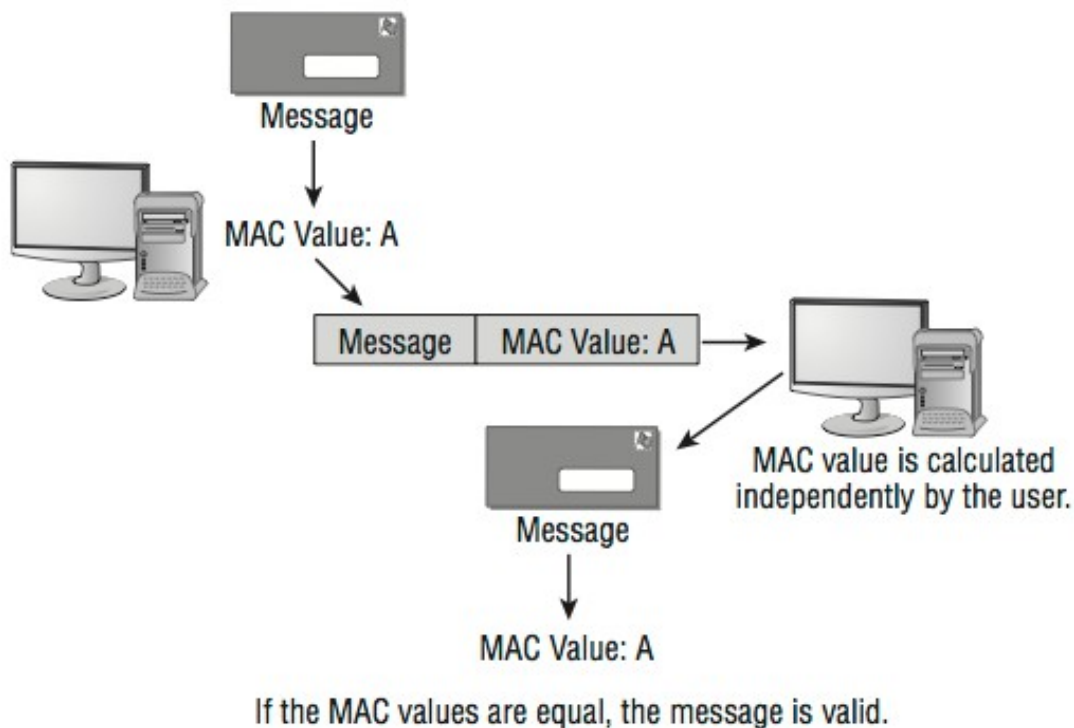 Message
MAC Value: A
Message MAC Value: A
MAC value is calculated
independently by the user.
Message
MAC Value: A
If the MAC values are equal, the message is valid.